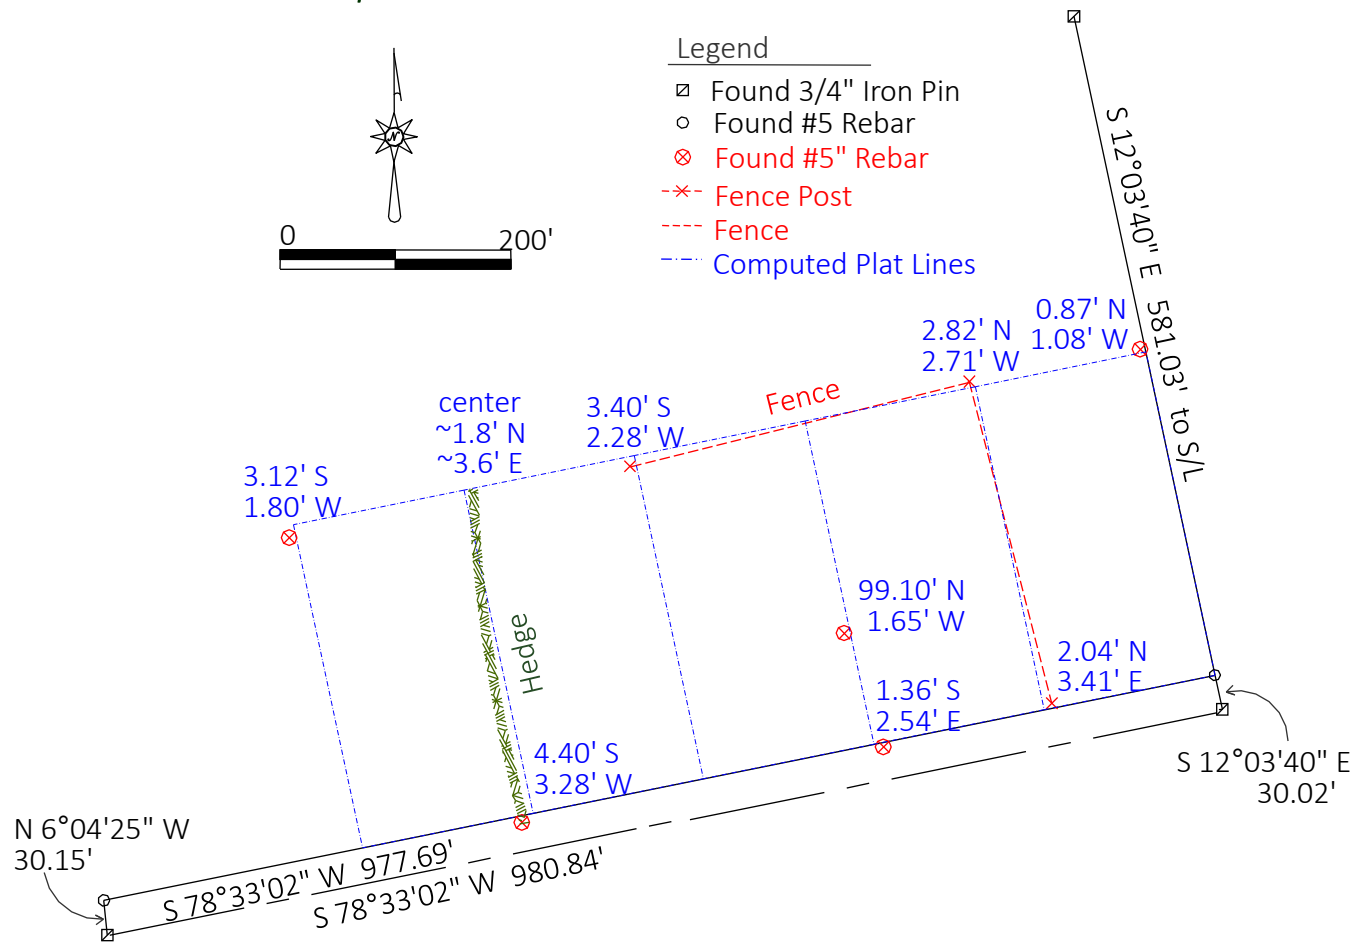 Legend
Found 3/4" Iron Pin
Found #5 Rebar
Found #5" Rebar
Fence Post
Fence
Computed Plat Lines
N
0
200'
S 12°03'40" E 581.03' to S/L
0.87' N
1.08' W
2.82' N
2.71' W
Fence
center
~1.8' N
~3.6' E
3.40' S
2.28' W
3.12' S
1.80' W
Hedge
99.10' N
1.65' W
2.04' N
3.41' E
1.36' S
2.54' E
4.40' S
3.28' W
S 12°03'40" E
30.02'
N 6°04'25" W
30.15'
S 78°33'02" W 977.69'
S 78°33'02" W 980.84'